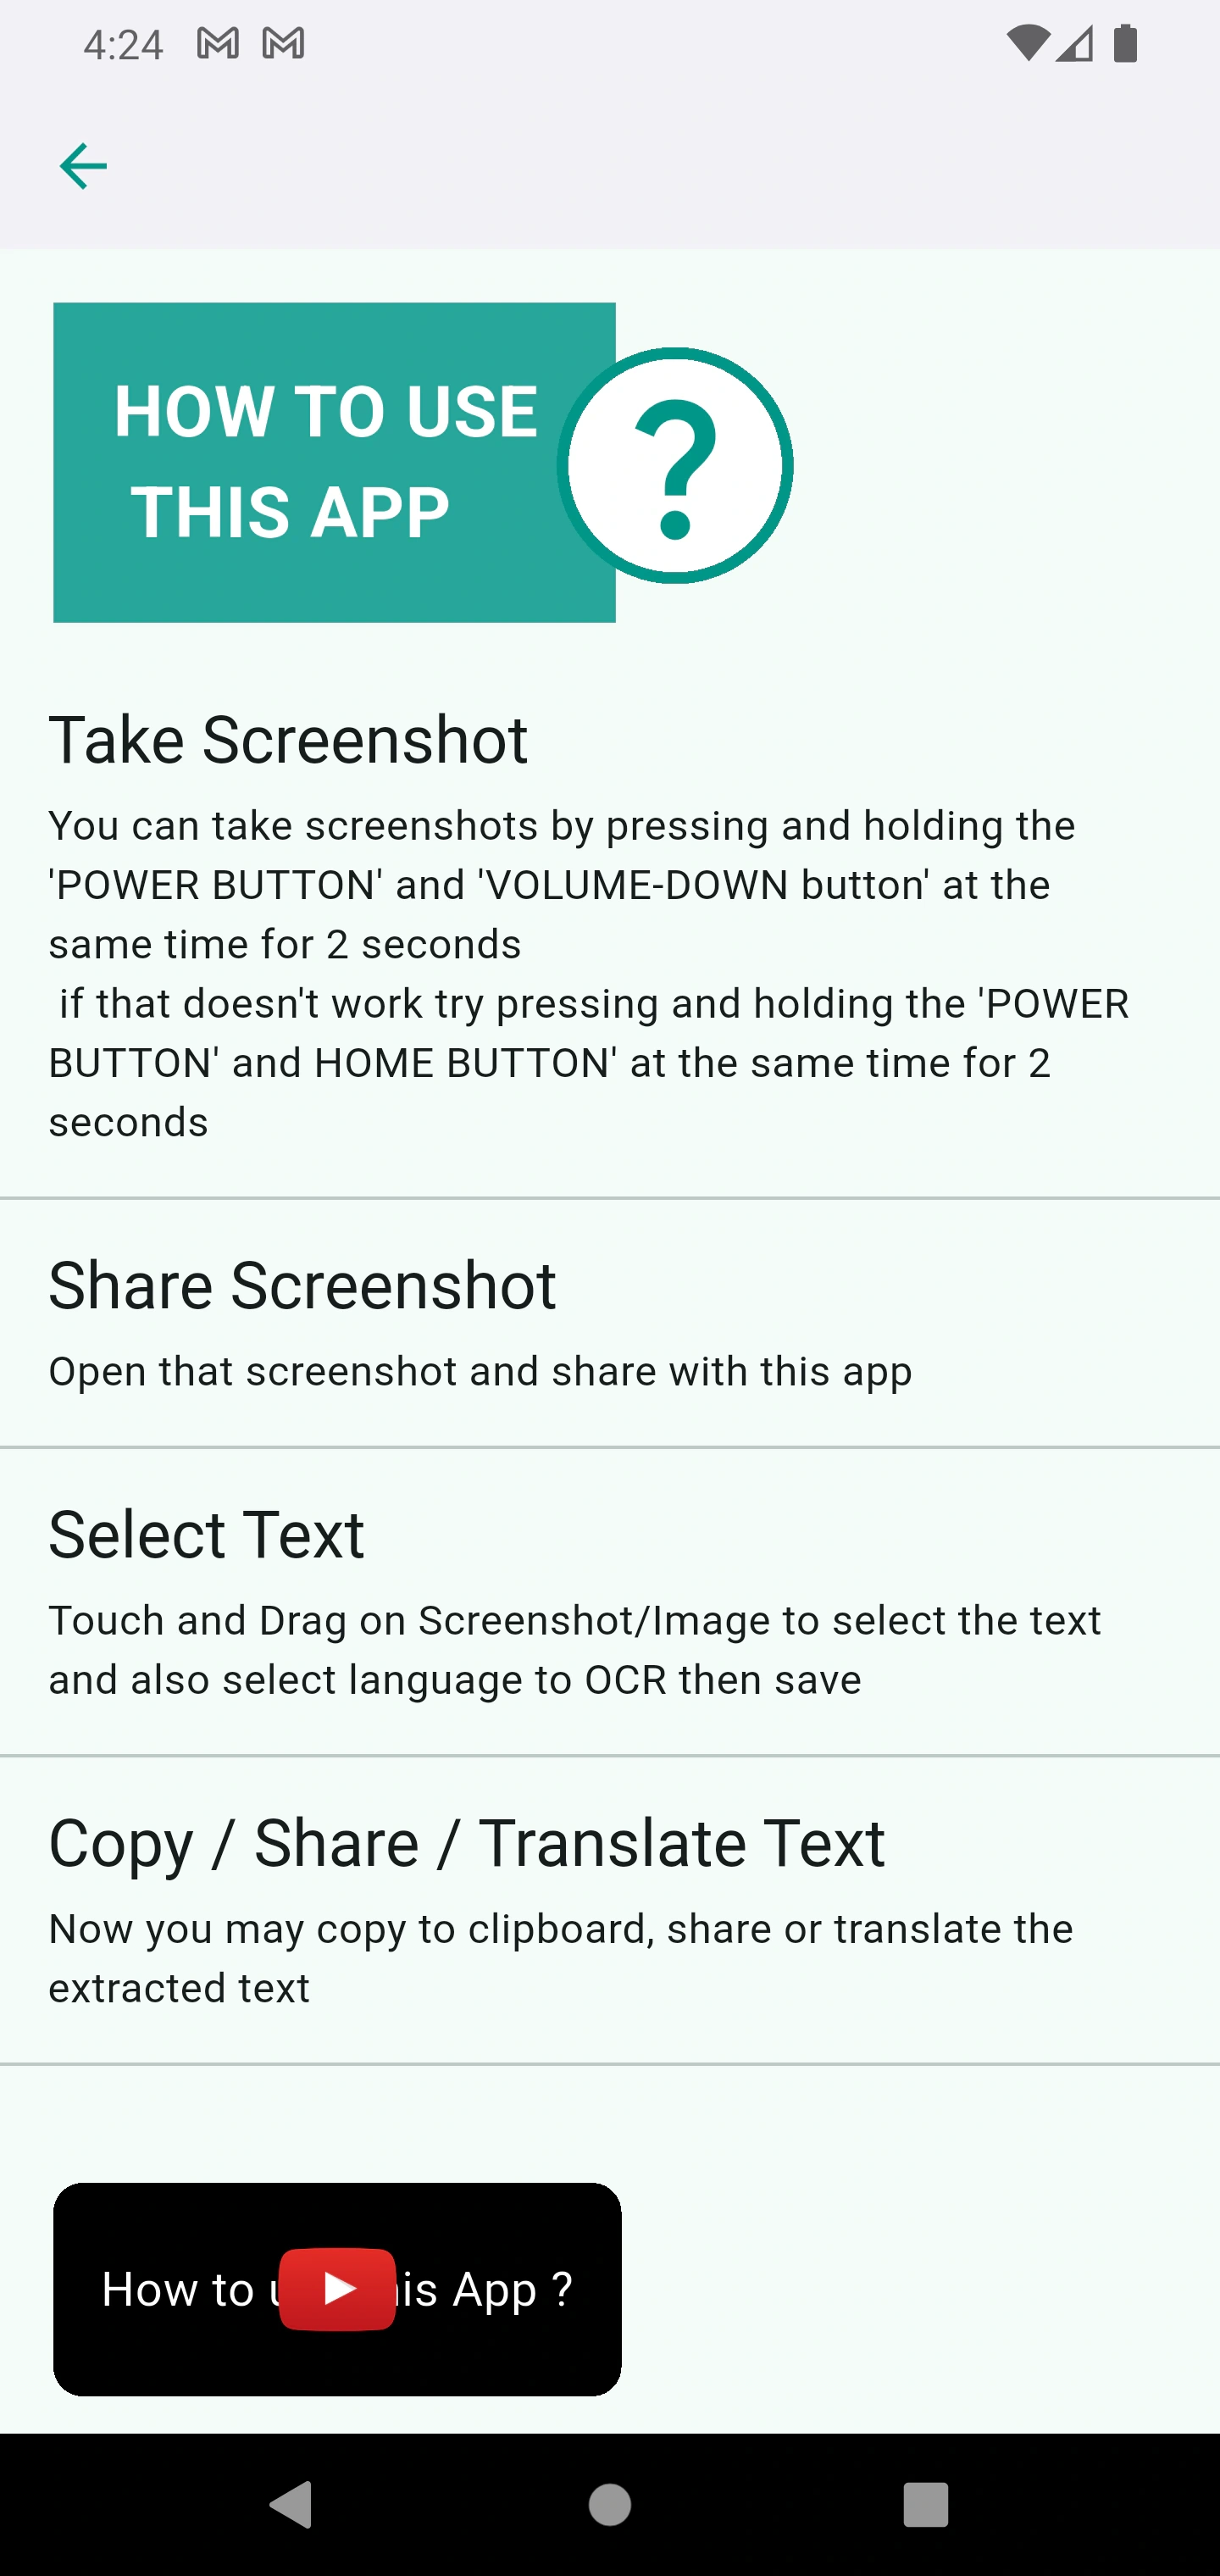 4:24
HOW TO USE
THIS APP
?
Take Screenshot
You can take screenshots by pressing and holding the
'POWER BUTTON' and 'VOLUME-DOWN button' at the
same time for 2 seconds
if that doesn't work try pressing and holding the 'POWER
BUTTON' and HOME BUTTON' at the same time for 2
seconds
Share Screenshot
Open that screenshot and share with this app
Select Text
Touch and Drag on Screenshot/Image to select the text
and also select language to OCR then save
Copy / Share / Translate Text
Now you may copy to clipboard, share or translate the
extracted text
How to App ?